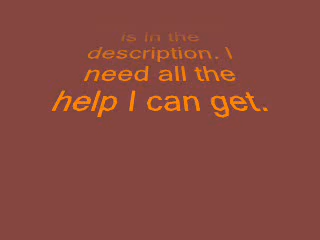 is in the
description. I
need all the
help I can get.